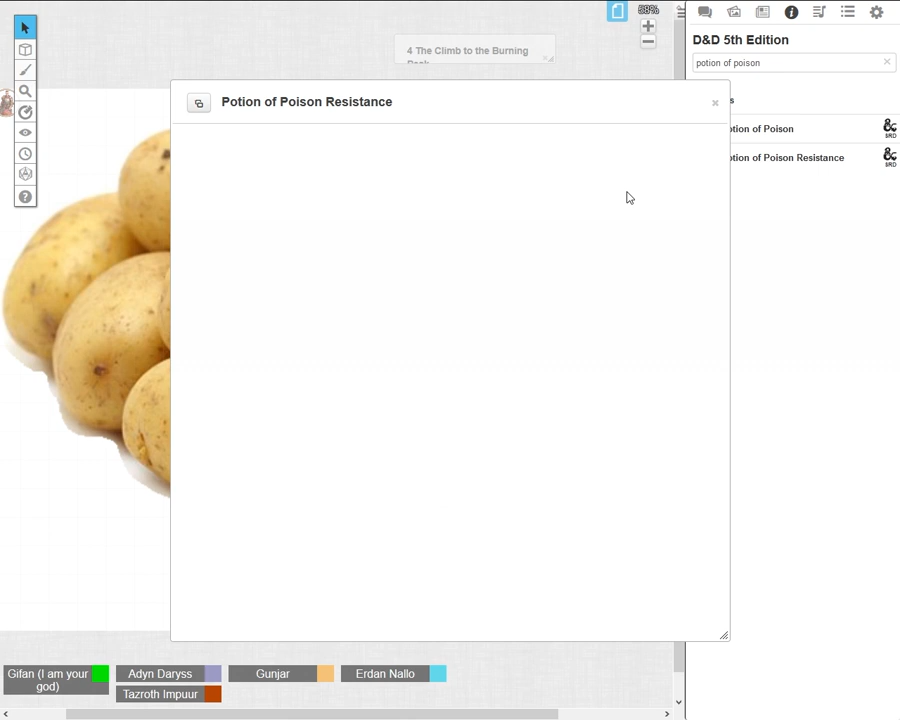 58%
4 The Climb to the Burning
D&D 5th Edition
potion of poison
Potion of Poison Resistance
s
otion of Poison
SRD
otion of Poison Resistance
SRD
Gifan (I am your
god)
Adyn Daryss
Gunjar
Erdan Nallo
Tazroth Impuur